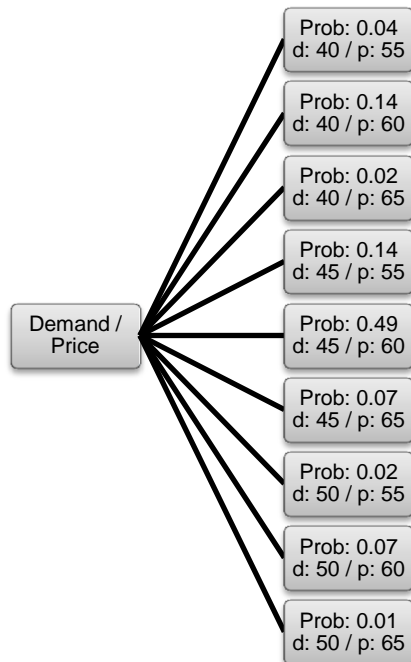 Prob: 0.04
d: 40 / p: 55
Prob: 0.14
d: 40 / p: 60
Prob: 0.02
d: 40 / p: 65
Prob: 0.14
d: 45 / p: 55
Demand /
Price
Prob: 0.49
d: 45 / p: 60
Prob: 0.07
d: 45 / p: 65
Prob: 0.02
d: 50 / p: 55
Prob: 0.07
d: 50 / p: 60
Prob: 0.01
d: 50 / p: 65